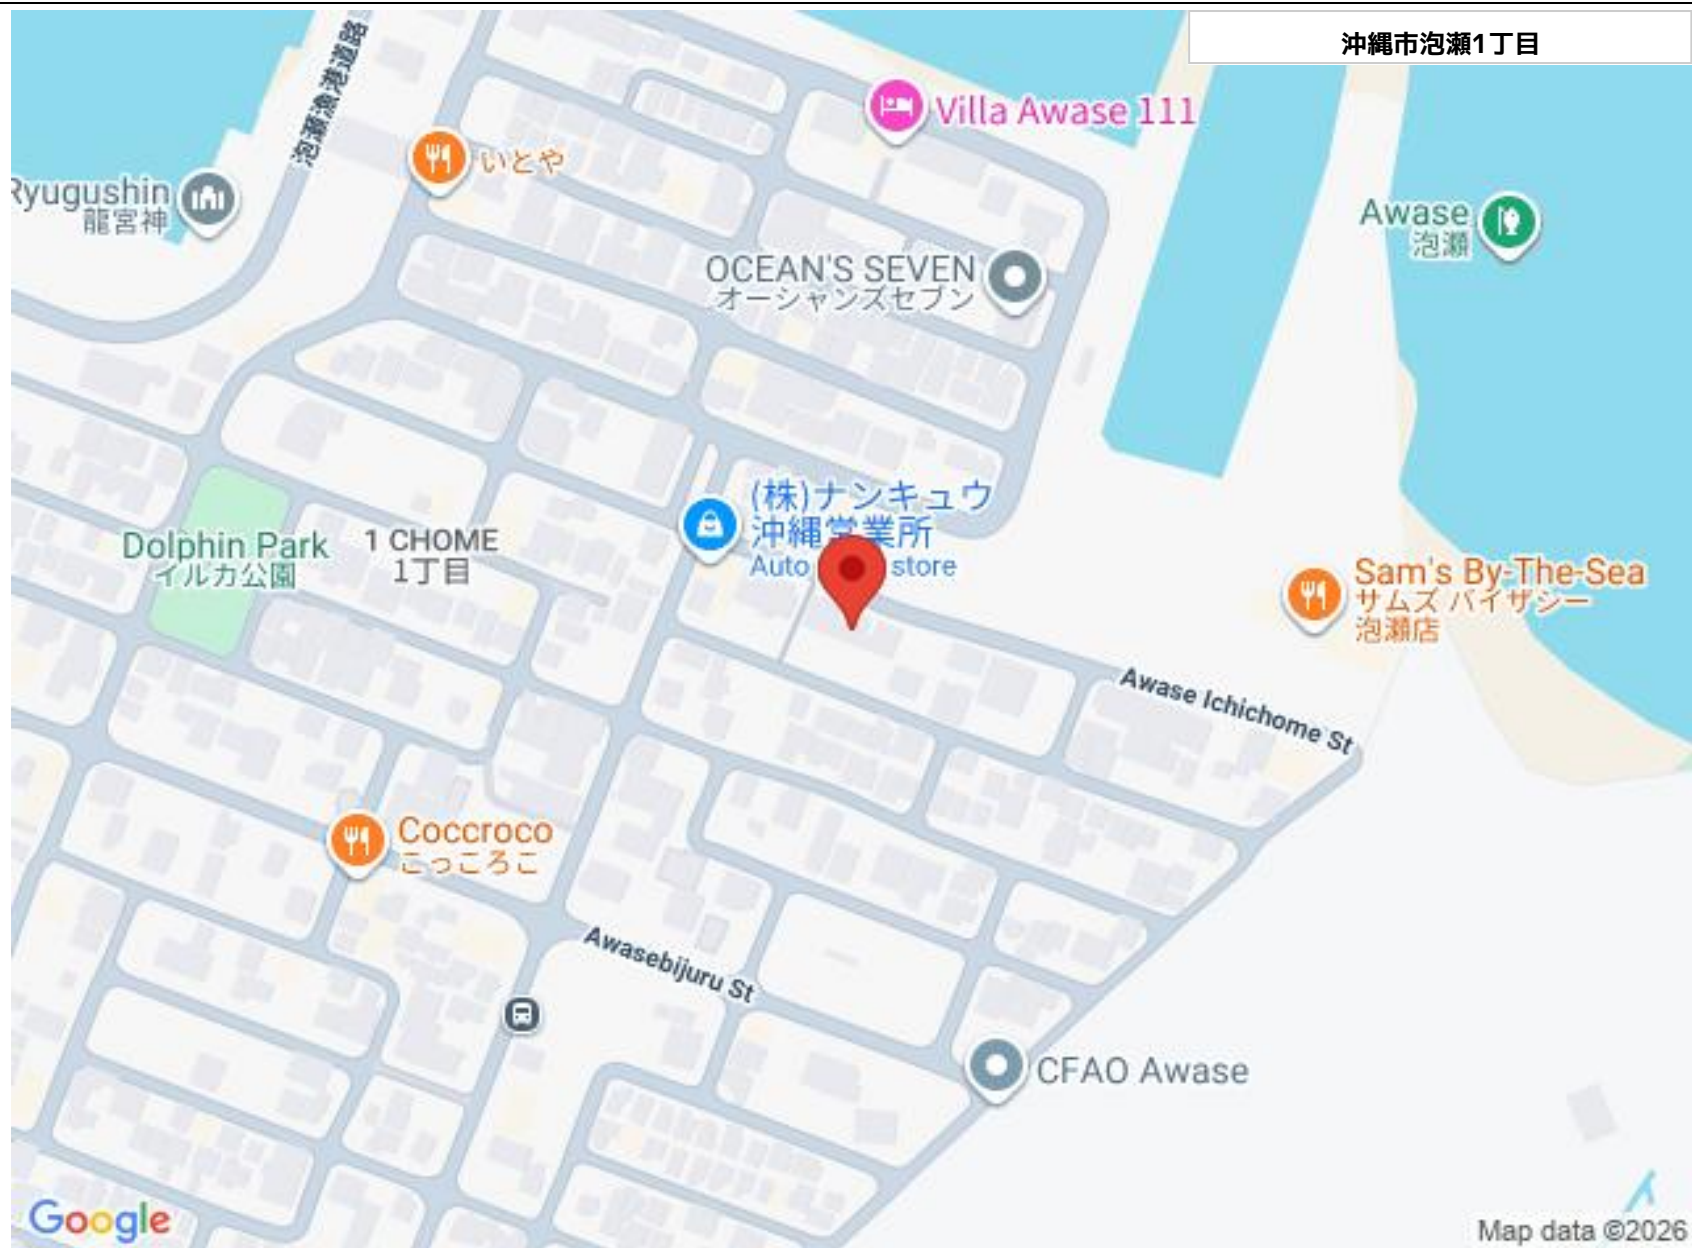 沖縄市泡瀬1丁目
泡瀬漁港道路
Villa Awase 111
いとや
Ryugushin
龍宮神
Awase
泡瀬
OCEAN'S SEVEN
オーシャンズセブン
(株)ナンキュウ
沖縄営業所
Auto store
Dolphin Park
イルカ公園
1 CHOME
1丁目
Sam's By-The-Sea
サムズ バイザシー
泡瀬店
Awase Ichichome St
Coccroco
こっころこ
Awasebijuru St
CFAO Awase
Google
Map data ©2026